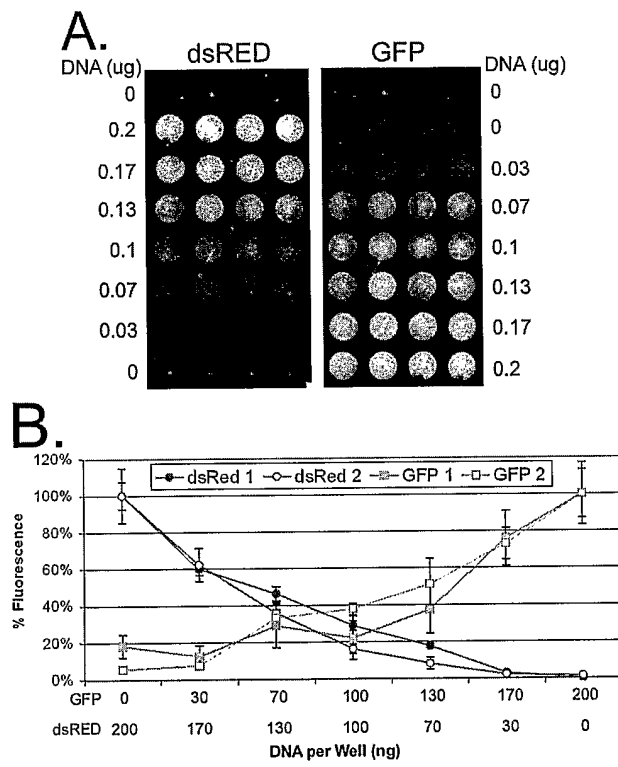 A.
dsRED GFP
DNA (ug) DNA (ug)
0 0
0.2 0
0.17 0.03
0.13 0.07
0.1 0.1
0.07 0.13
0.03 0.17
0 0.2
B.
120%
100%
80%
60%
40%
20%
0%
% Fluorescence
dsRed 1 dsRed 2 GFP 1 GFP 2
GFP 0 30 70 100 130 170 200
dsRED 200 170 130 100 70 30 0
DNA per Well (ng)